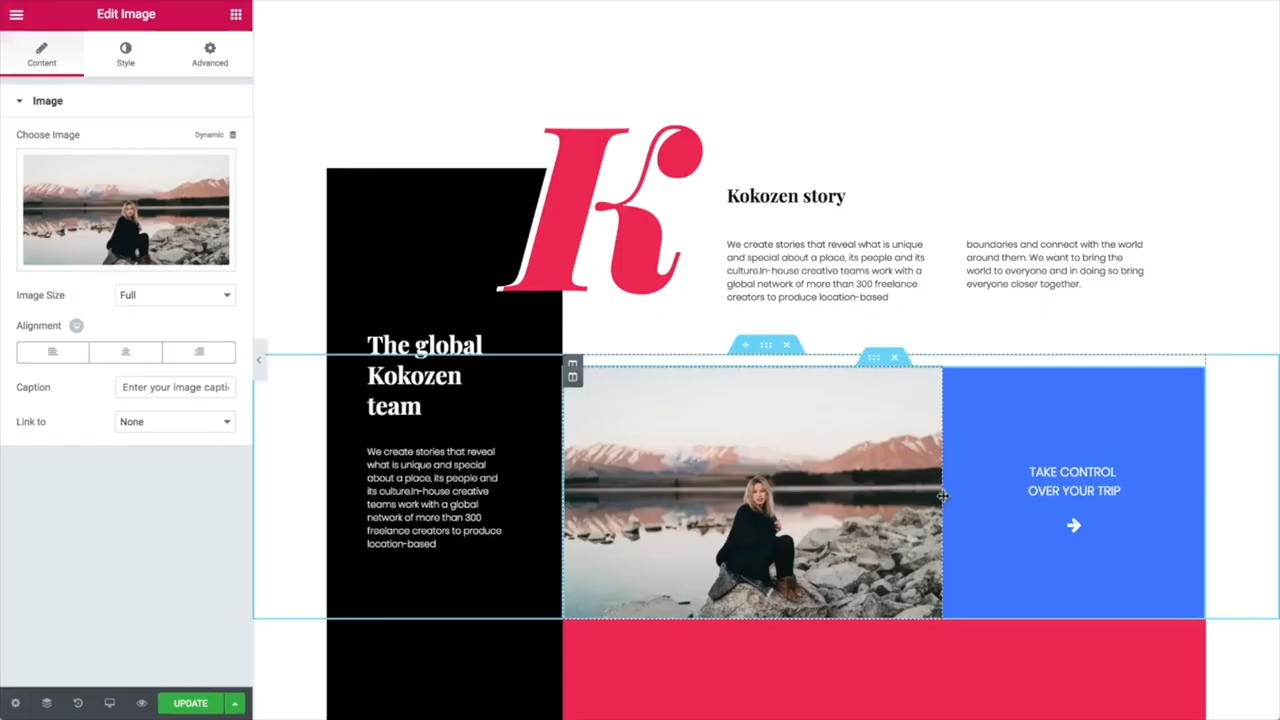 Edit Image
Content
Style
Advanced
Image
Choose Image
Dynamic
Image Size
Full
Alignment
Caption
Enter your image capti
Link to
None
UPDATE
K
Kokozen story
We create stories that reveal what is unique
and special about a place, its people and its
culture.In-house creative teams work with a
global network of more than 300 freelance
creators to produce location-based
boundaries and connect with the world
around them. We want to bring the
world to everyone and in doing so bring
everyone closer together.
The global
Kokozen
team
We create stories that reveal
what is unique and special
about a place, its people and
its culture.In-house creative
teams work with a global
network of more than 300
freelance creators to produce
location-based
TAKE CONTROL
OVER YOUR TRIP